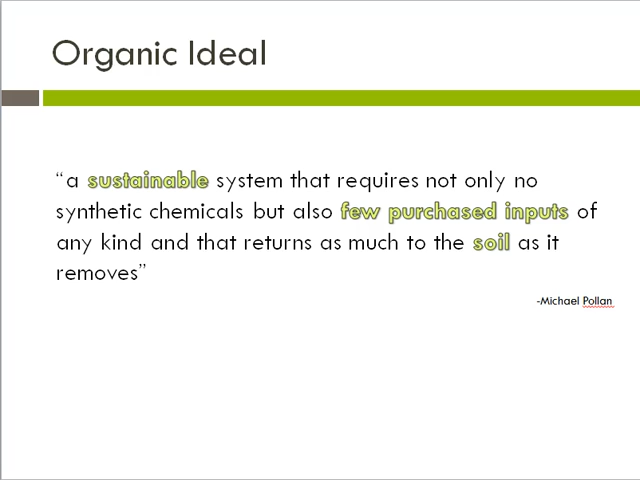 Organic Ideal
“a sustainable system that requires not only no
synthetic chemicals but also few purchased inputs of
any kind and that returns as much to the soil as it
removes”
-Michael Pollan